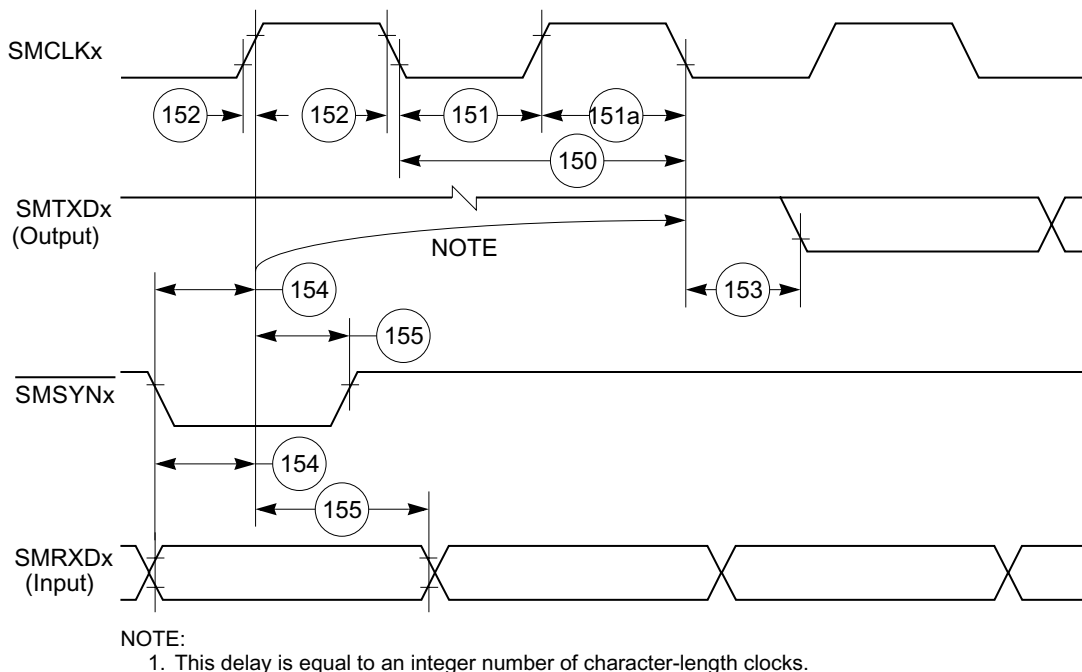 SMCLKx
152
152
151
151a
150
SMTXDx
(Output)
NOTE
153
154
155
SMSYNx
154
155
SMRXDx
(Input)
NOTE:
1. This delay is equal to an integer number of character-length clocks.